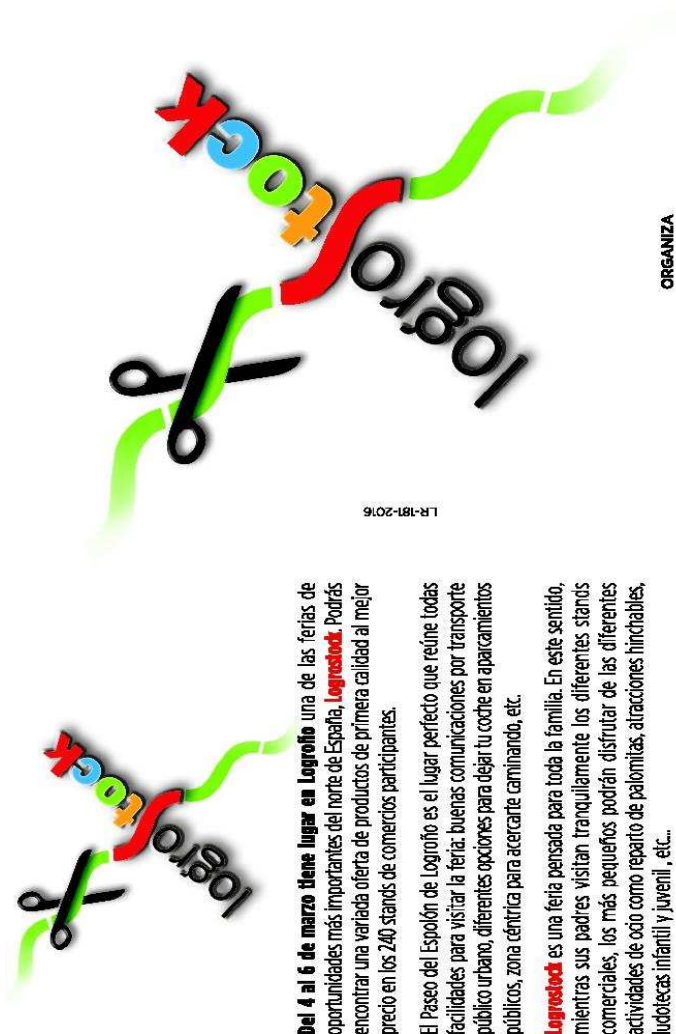 logrostock
Del 4 al 6 de marzo tiene lugar en Logroño una de las ferias de
oportunidades más importantes del norte de España, Logrostock. Podrás
encontrar una variada oferta de productos de primera calidad al mejor
precio en los 240 stands de comercios participantes.
El Paseo del Espolón de Logroño es el lugar perfecto que reúne todas
facilidades para visitar la feria: buenas comunicaciones por transporte
público urbano, diferentes opciones para dejar tu coche en aparcamientos
públicos, zona céntrica para acercarte caminando, etc.
Logrostock es una feria pensada para toda la familia. En este sentido,
mientras sus padres visitan tranquilamente los diferentes stands
comerciales, los más pequeños podrán disfrutar de las diferentes
actividades de ocio como reparto de palomitas, atracciones hinchables,
ludotecas infantil y juvenil , etc...
LR-181-2016
logrostock
ORGANIZA